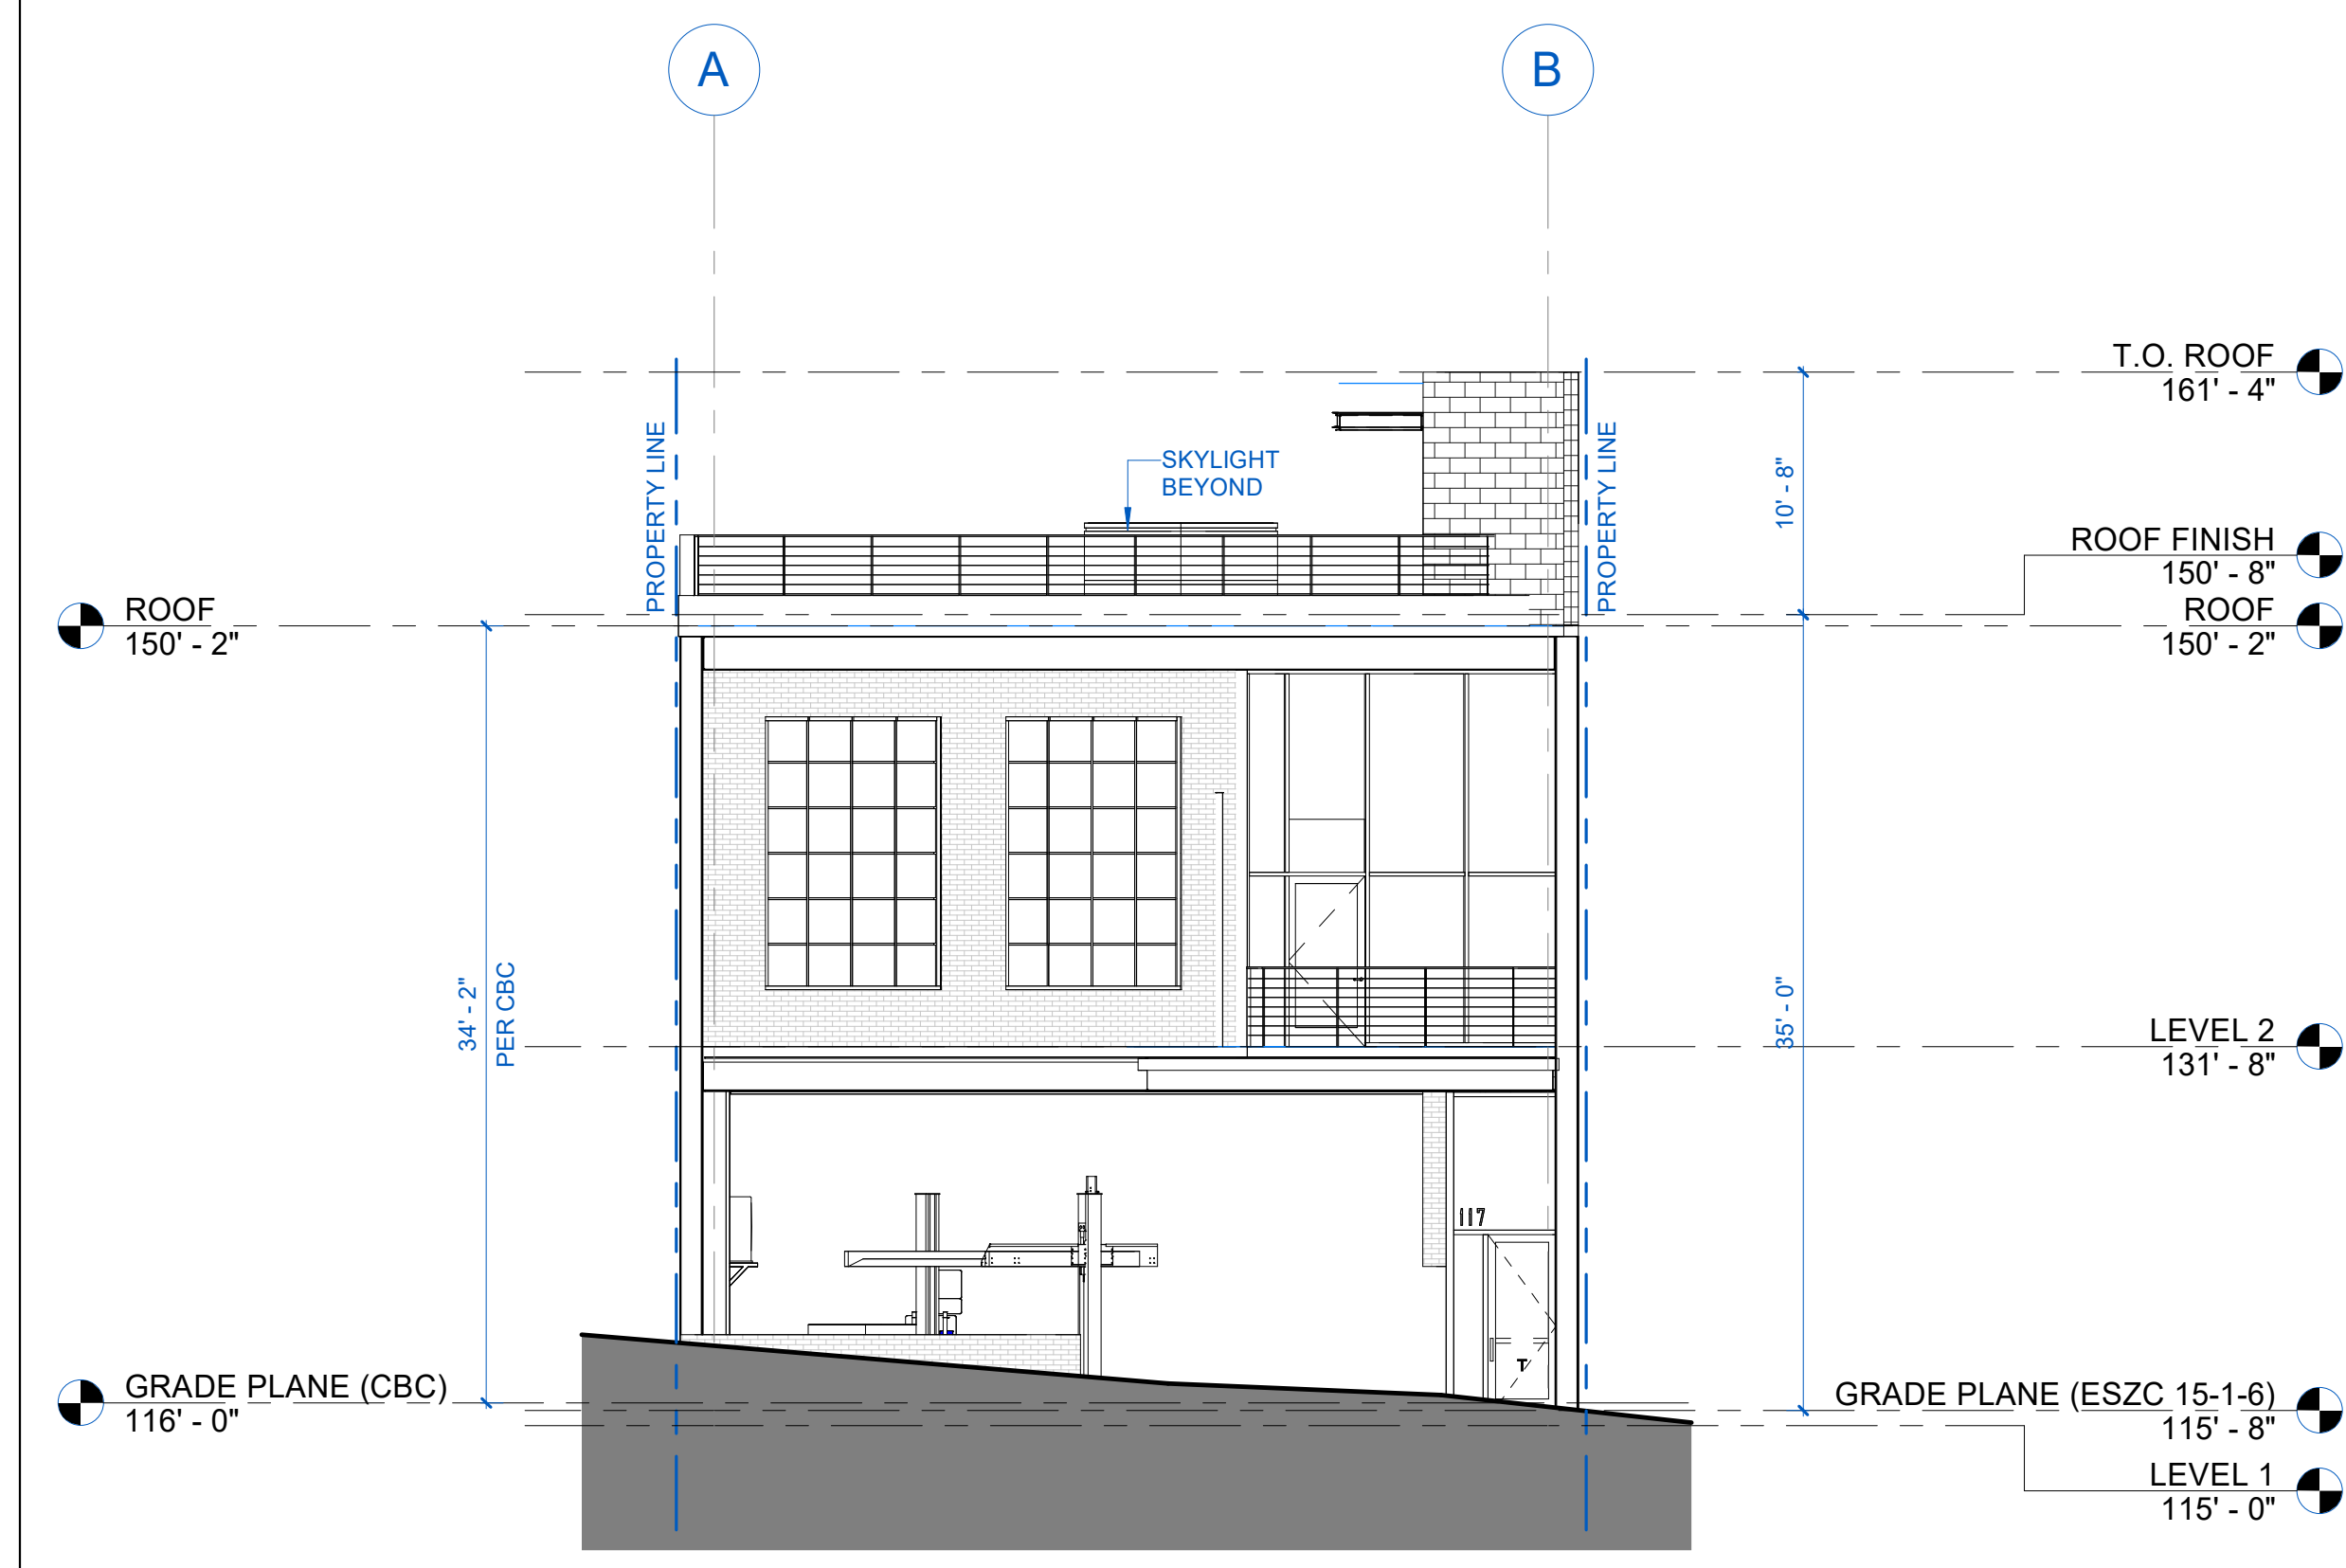 A
B
T.O. ROOF
161' - 4"
PROPERTY LINE
PROPERTY LINE
SKYLIGHT
BEYOND
10' - 8"
ROOF FINISH
150' - 8"
ROOF
150' - 2"
ROOF
150' - 2"
34' - 2"
PER CBC
35' - 0"
LEVEL 2
131' - 8"
117
GRADE PLANE (CBC)
116' - 0"
GRADE PLANE (ESZC 15-1-6)
115' - 8"
LEVEL 1
115' - 0"
T